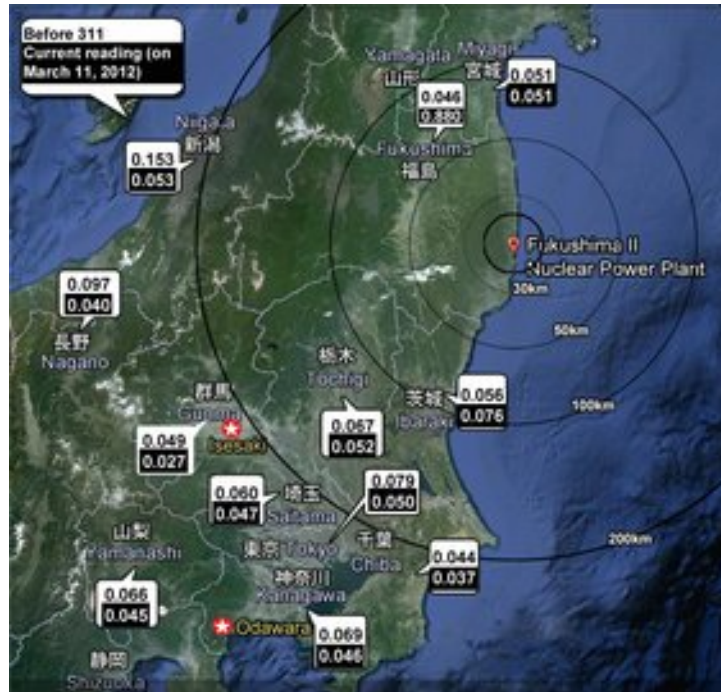 Before 311
Current reading (on
March 11, 2012)
Yamagata
山形
Miyagi
宮城
0.051
0.051
0.046
0.880
Fukushima
福島
Niigata
新潟
0.153
0.053
Fukushima II
Nuclear Power Plant
30km
50km
100km
200km
0.097
0.040
長野
Nagano
栃木
Tochigi
群馬
Gunma
Isesaki
茨城
Ibaraki
0.056
0.076
0.049
0.027
0.067
0.052
0.079
0.050
0.060
0.047
埼玉
Saitama
山梨
Yamanashi
東京 Tokyo
千葉
Chiba
神奈川
Kanagawa
0.044
0.037
0.066
0.045
Odawara
0.069
0.046
静岡
Shizuoka